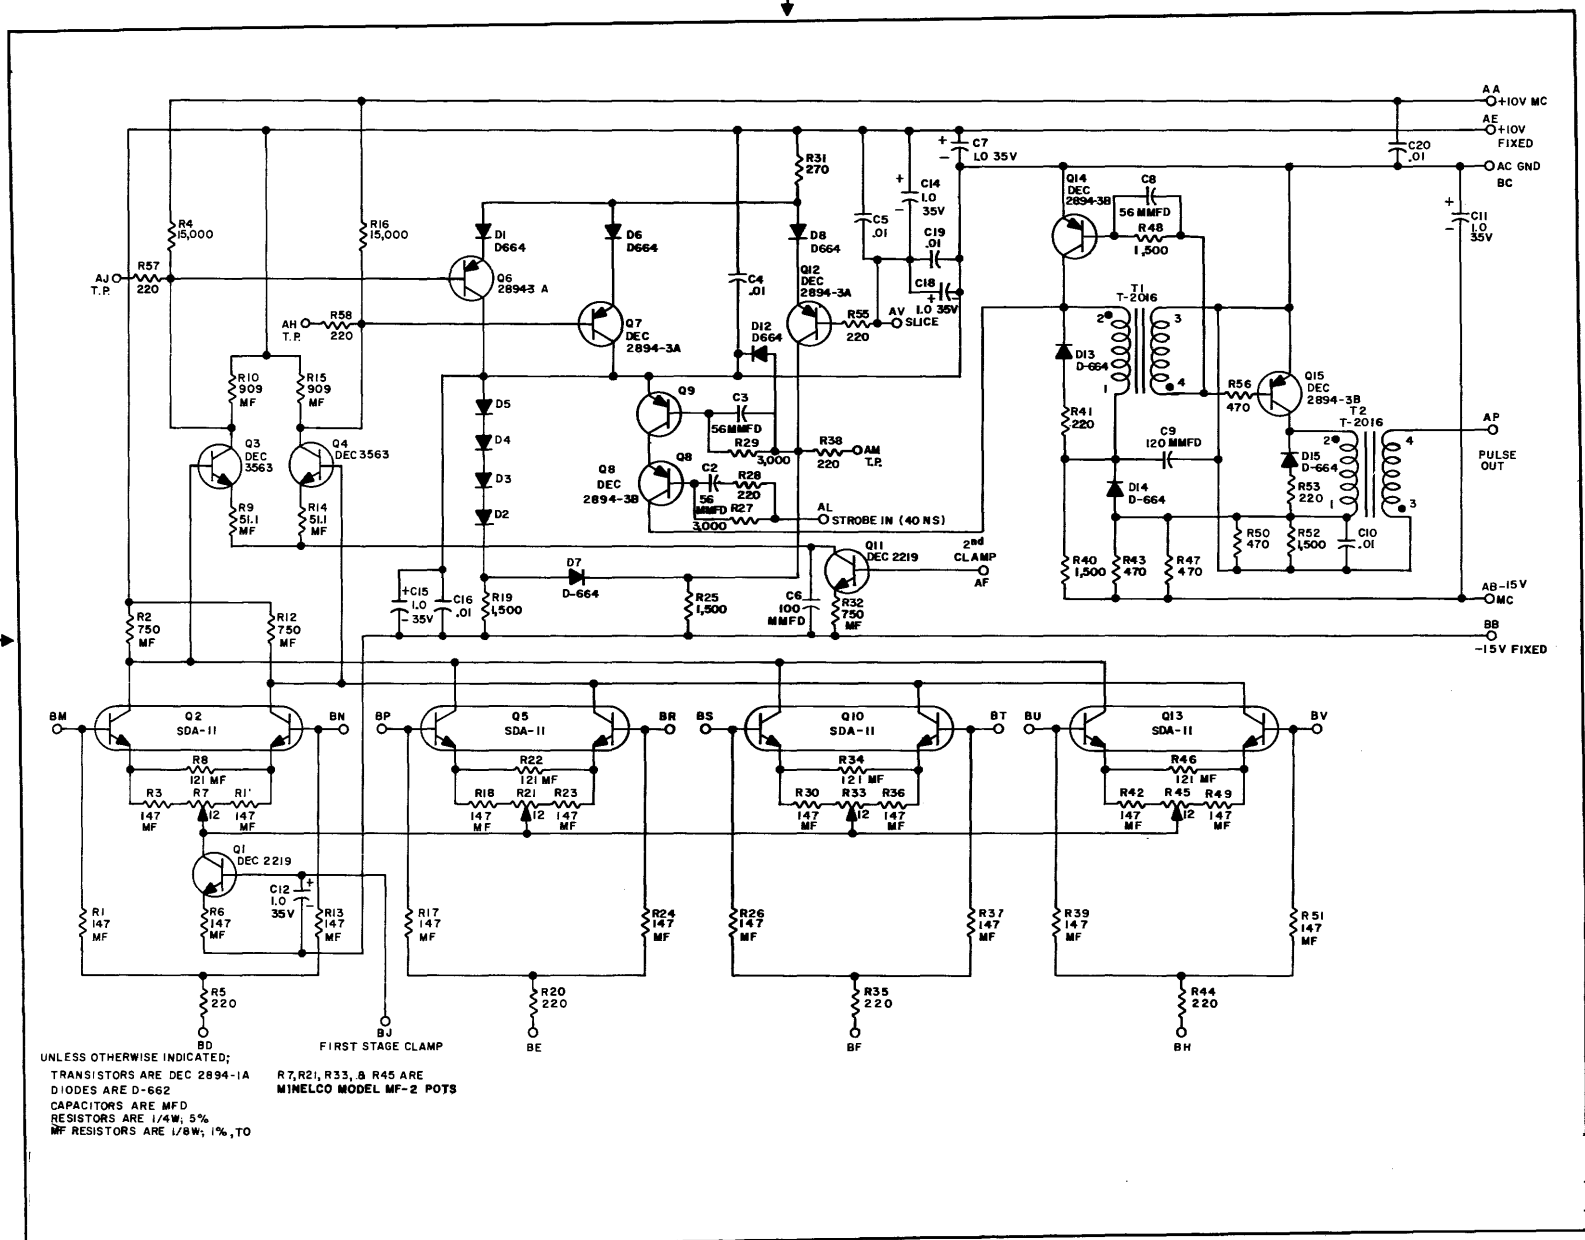 AA
+10V MC
AE
+10V
FIXED
C20
.01
AC GND
BC
C7
1.0 35V
+
-
R31
270
C14
1.0
35V
+
-
C5
.01
C19
.01
C18
+ -
1.0 35V
Q14
DEC
2894-3B
C8
56 MMFD
R48
1,500
C11
1.0
35V
+
-
R4
15,000
R16
15,000
D1
D664
D6
D664
D8
D664
Q12
DEC
2894-3A
C4
.01
AJ
T.P.
R57
220
Q6
2894-3 A
AH
T.P.
R58
220
Q7
DEC
2894-3A
D12
D664
R55
220
AV
SLICE
T1
T-2016
2
3
1
4
D13
D-664
R41
220
R56
470
Q15
DEC
2894-3B
T2
T-2016
2
4
1
3
AP
PULSE
OUT
R10
909
MF
R15
909
MF
Q9
C3
56MMFD
R29
3,000
R38
220
AM
T.P.
C9
120 MMFD
D15
D-664
R53
220
Q3
DEC
3563
Q4
DEC 3563
D5
D4
D3
D2
Q8
DEC
2894-3B
Q8
C2
56
MMFD
R28
220
R27
3,000
AL
STROBE IN (40 NS)
D14
D-664
R9
51.1
MF
R14
51.1
MF
R50
470
R52
1,500
C10
.01
Q11
DEC 2219
2nd
CLAMP
AF
D7
D-664
+C15
1.0
- 35V
C16
.01
R19
1,500
R25
1,500
C6
100
MMFD
R32
750
MF
R40
1,500
R43
470
R47
470
AB-15V
MC
BB
-15V FIXED
R2
750
MF
R12
750
MF
BM
Q2
SDA-11
BN
BP
Q5
SDA-11
BR
BS
Q10
SDA-11
BT
BU
Q13
SDA-11
BV
R8
121 MF
R22
121 MF
R34
121 MF
R46
121 MF
R3
147
MF
R7
12
R1'
147
MF
R18
147
MF
R21
12
R23
147
MF
R30
147
MF
R33
12
R36
147
MF
R42
147
MF
R45
12
R49
147
MF
Q1
DEC 2219
C12
1.0
35V
+
-
R1
147
MF
R6
147
MF
R13
147
MF
R17
147
MF
R24
147
MF
R26
147
MF
R37
147
MF
R39
147
MF
R51
147
MF
R5
220
R20
220
R35
220
R44
220
BD
BJ
FIRST STAGE CLAMP
BE
BF
BH
UNLESS OTHERWISE INDICATED;
TRANSISTORS ARE DEC 2894-1A
DIODES ARE D-662
CAPACITORS ARE MFD
RESISTORS ARE 1/4W; 5%
MF RESISTORS ARE 1/8W; 1%, TO
R7, R21, R33, & R45 ARE
MINELCO MODEL MF-2 POTS